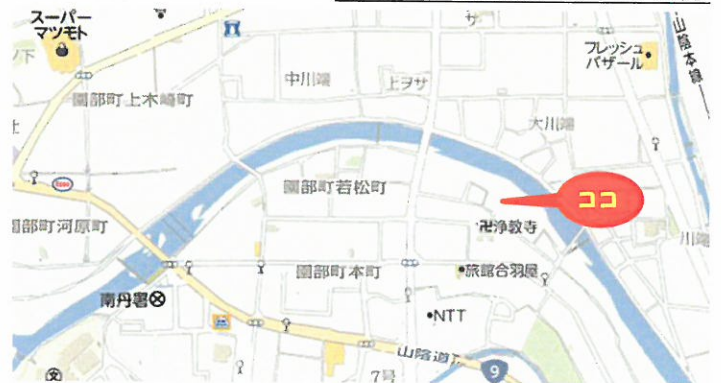 スーパー
マツモト
サ
山陰本線
フレッシュ
バザール
ノ下
中川端
上ヲサ
園部町上木崎町
大川端
園部町若松町
ココ
園部町河原町
卍浄教寺
川端
園部町本町
旅館合羽屋
南丹署
NTT
山陰道
9
7号
文